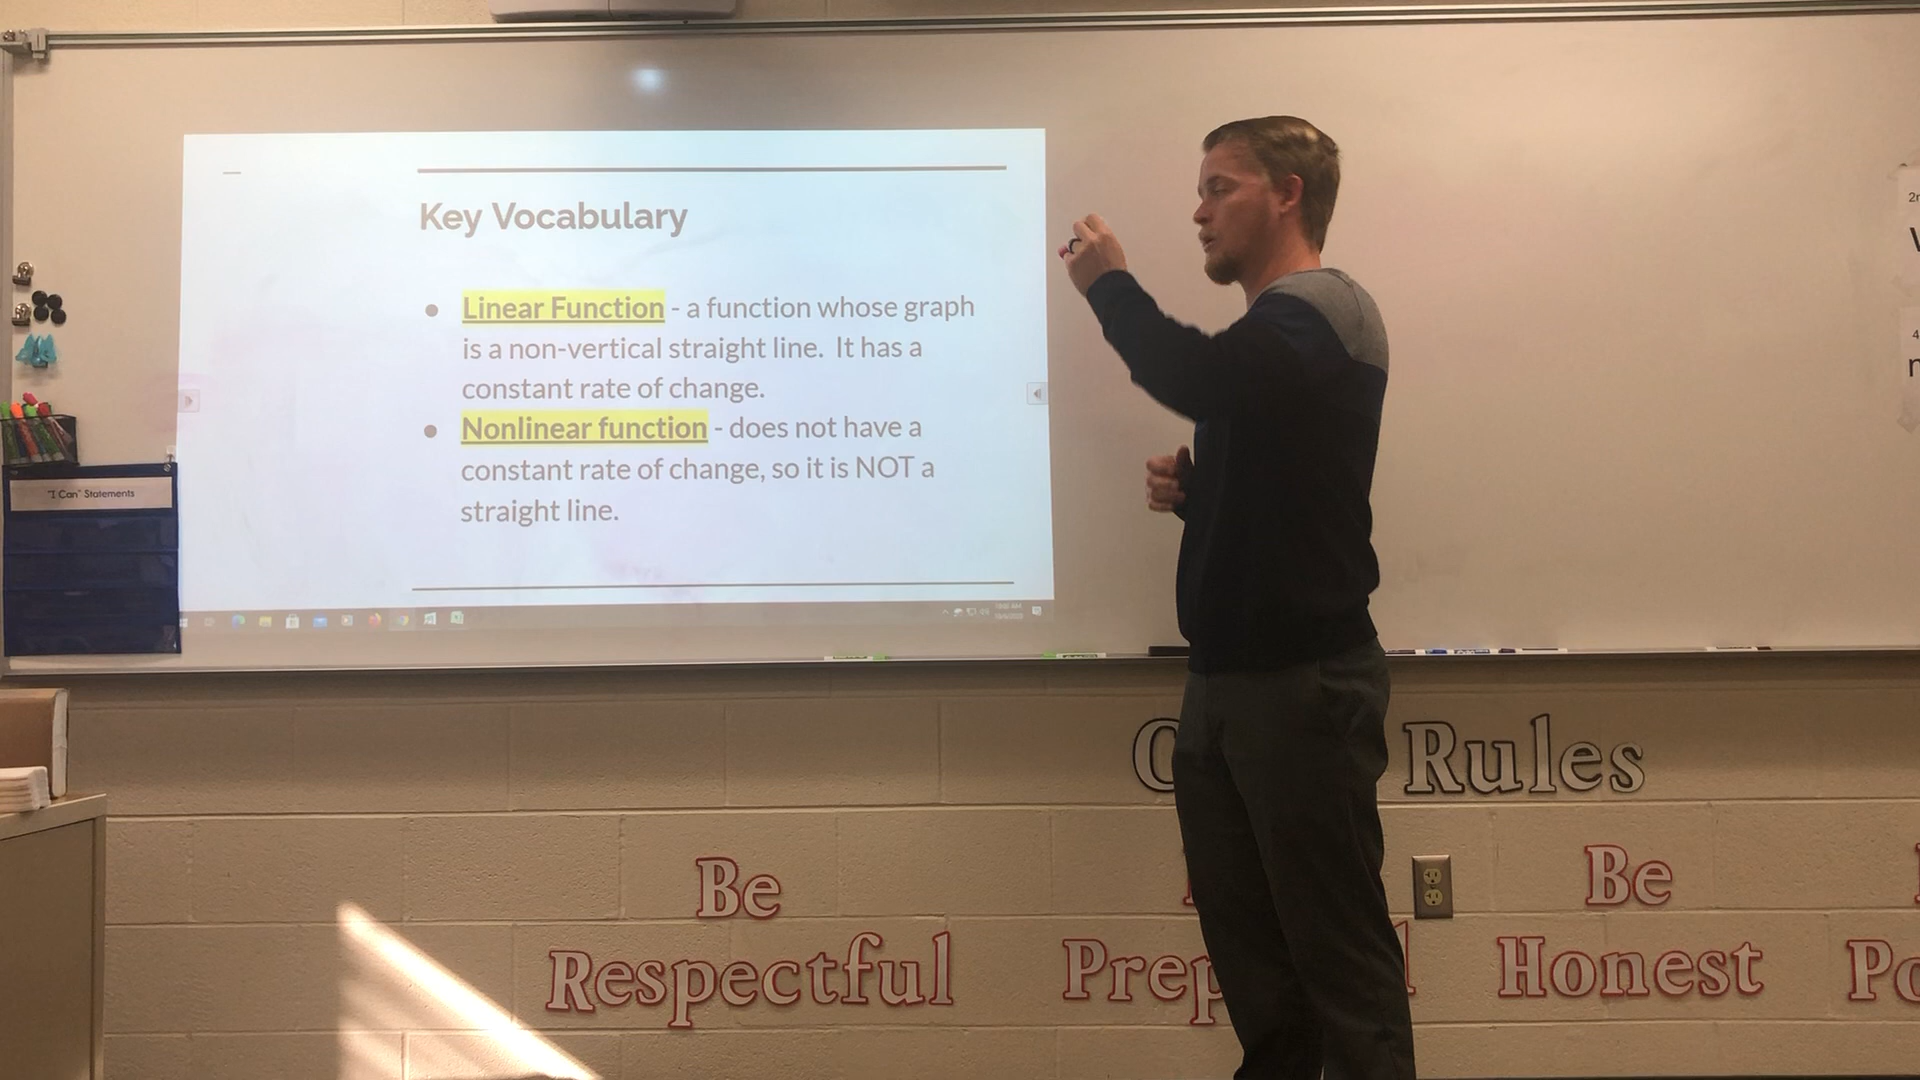 Key Vocabulary
Linear Function - a function whose graph
is a non-vertical straight line. It has a
constant rate of change.
Nonlinear function - does not have a
constant rate of change, so it is NOT a
straight line.
"I Can" Statements
Rules
Be
Respectful
Be
Honest